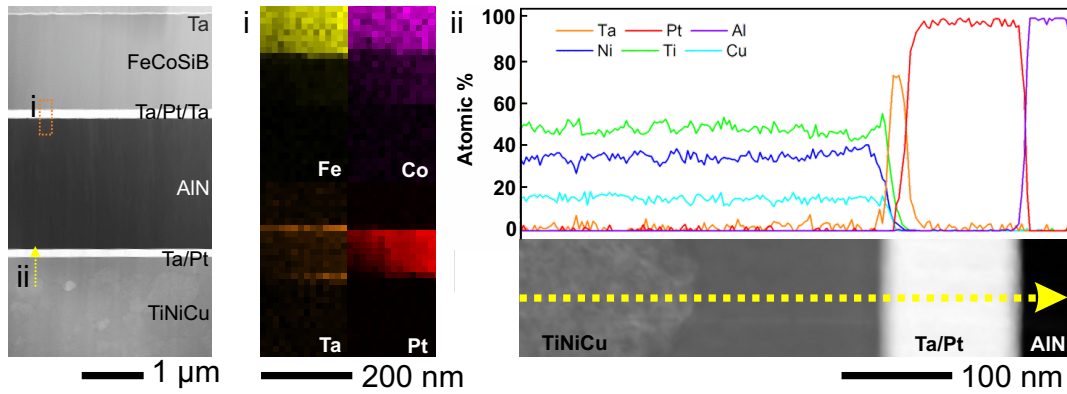 Ta
FeCoSiB
i
Ta/Pt/Ta
AlN
Ta/Pt
ii
TiNiCu
1 μm
i
Fe
Co
Ta
Pt
200 nm
ii
Atomic %
100
80
60
40
20
0
Ta
Pt
Al
Ni
Ti
Cu
TiNiCu
Ta/Pt
AlN
100 nm